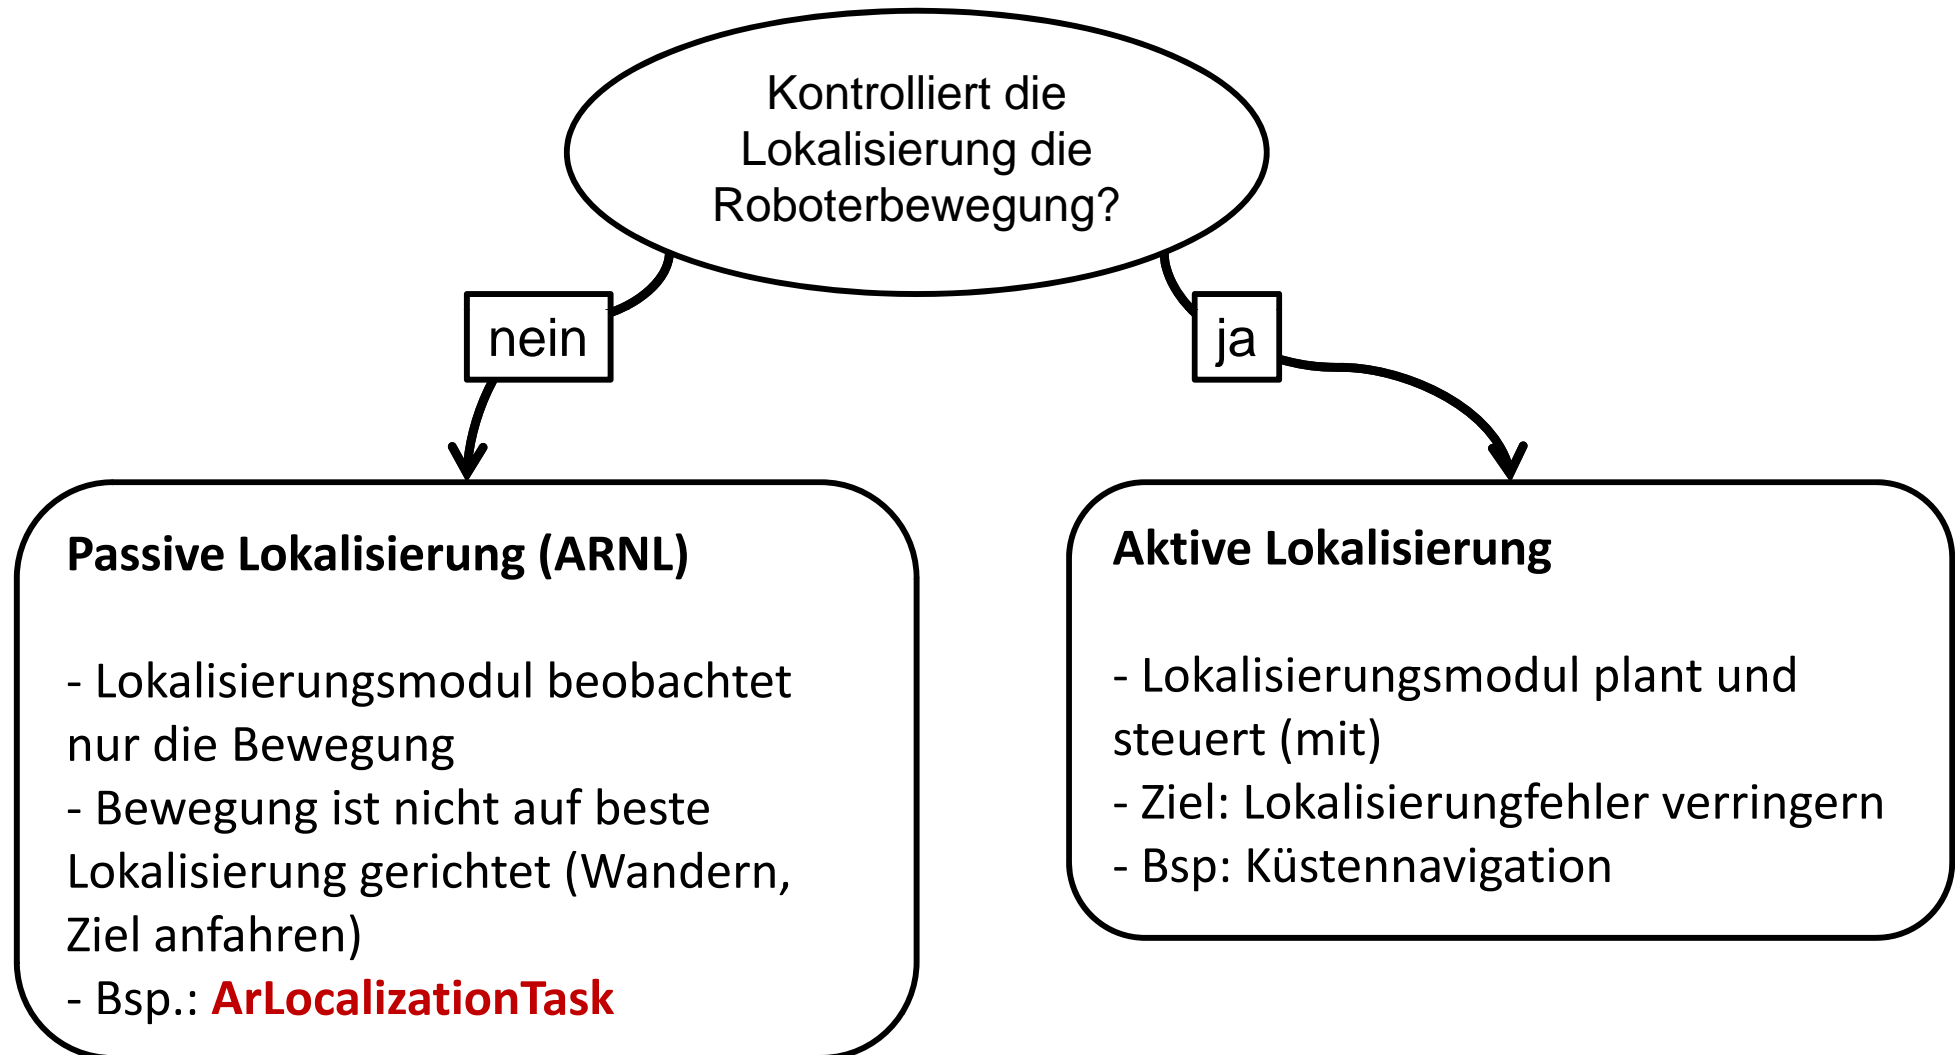 Kontrolliert die
Lokalisierung die
Roboterbewegung?
nein
ja
Passive Lokalisierung (ARNL)
- Lokalisierungsmodul beobachtet
nur die Bewegung
- Bewegung ist nicht auf beste
Lokalisierung gerichtet (Wandern,
Ziel anfahren)
- Bsp.: ArLocalizationTask
Aktive Lokalisierung
- Lokalisierungsmodul plant und
steuert (mit)
- Ziel: Lokalisierungfehler verringern
- Bsp: Küstennavigation